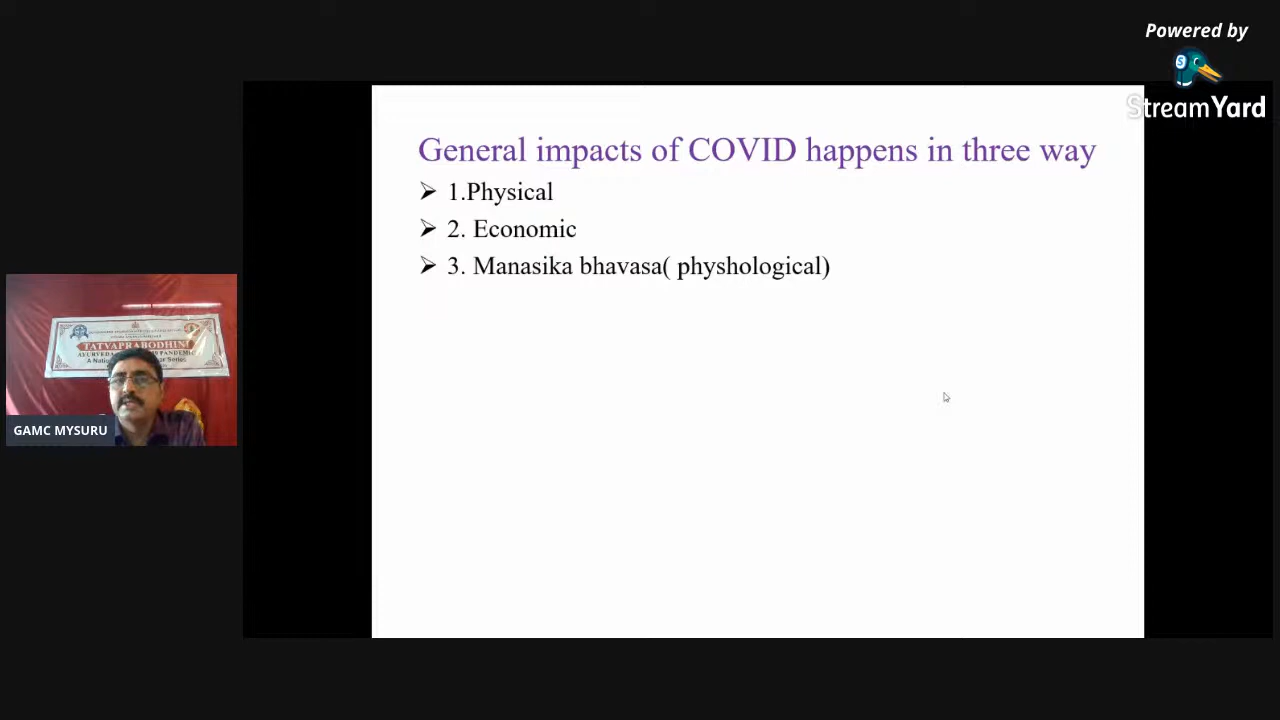 Powered by
StreamYard
General impacts of COVID happens in three way
➢ 1.Physical
➢ 2. Economic
➢ 3. Manasika bhavasa( physhological)
TATVAPRABODHINI
GAMC MYSURU